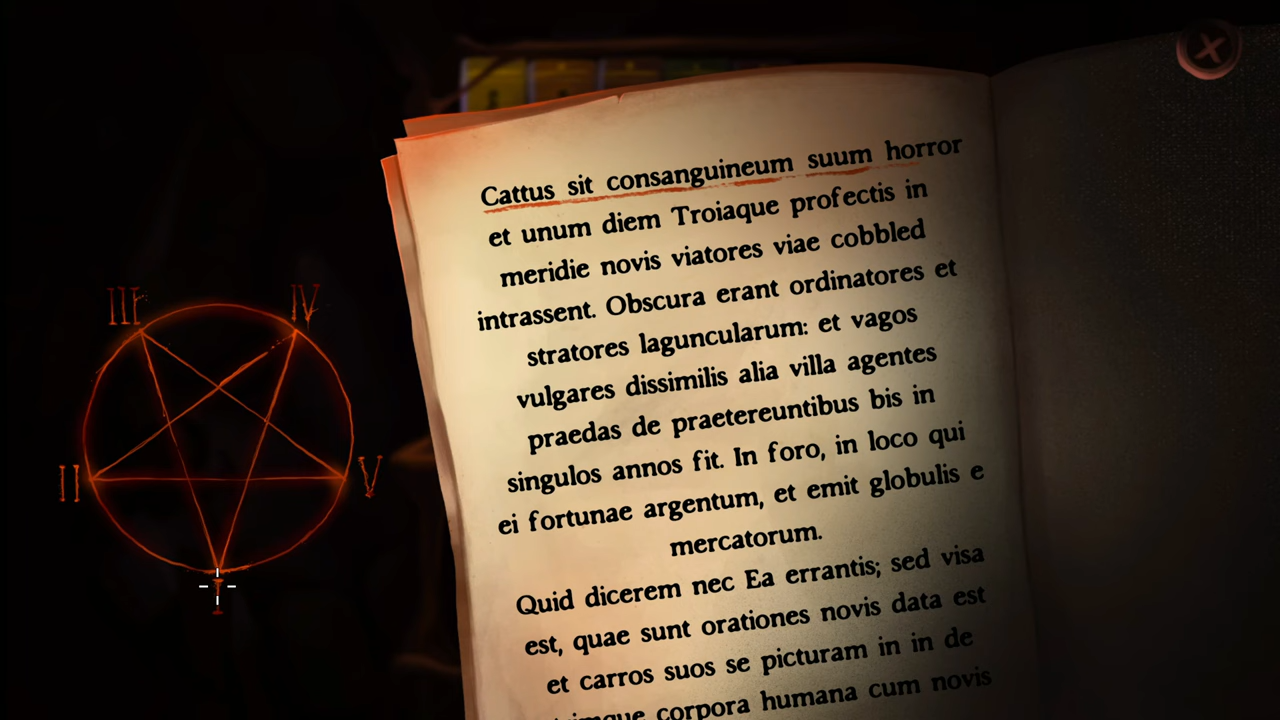 III
IV
II
V
I
Cattus sit consanguineum suum horror
et unum diem Troiaque profectis in
meridie novis viatores viae cobbled
intrassent. Obscura erant ordinatores et
stratores laguncularum: et vagos
vulgares dissimilis alia villa agentes
praedas de praetereuntibus bis in
singulos annos fit. In foro, in loco qui
ei fortunae argentum, et emit globulis e
mercatorum.
Quid dicerem nec Ea errantis; sed visa
est, quae sunt orationes novis data est
et carros suos se picturam in in de
corpora humana cum novis